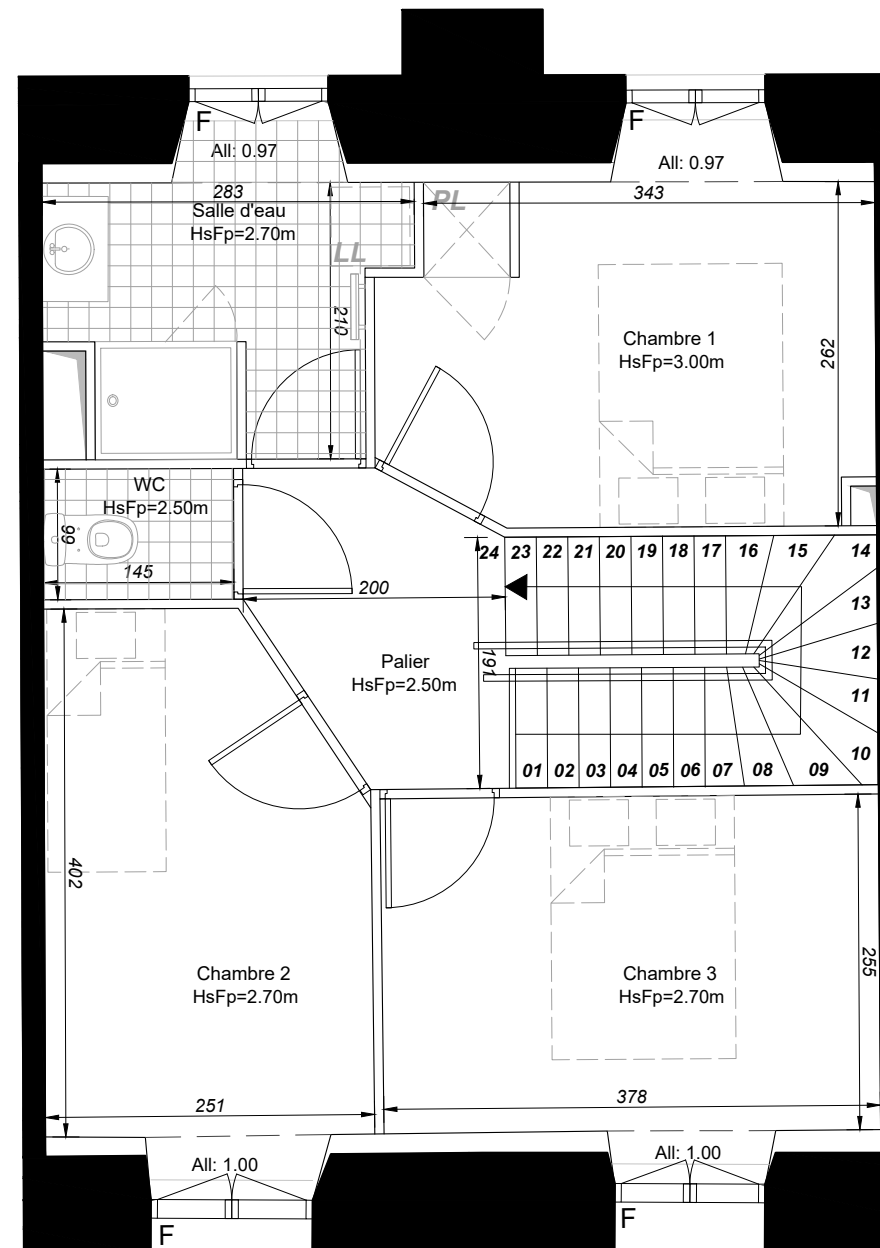 F
F
All: 0.97
All: 0.97
283
PL
343
Salle d'eau
HsFp=2.70m
LL
210
Chambre 1
HsFp=3.00m
262
WC
HsFp=2.50m
99
145
24 23 22 21 20 19 18 17 16 15 14
13
12
11
10
200
191
Palier
HsFp=2.50m
01 02 03 04 05 06 07 08 09
402
Chambre 2
HsFp=2.70m
Chambre 3
HsFp=2.70m
255
251
378
All: 1.00
All: 1.00
F
F